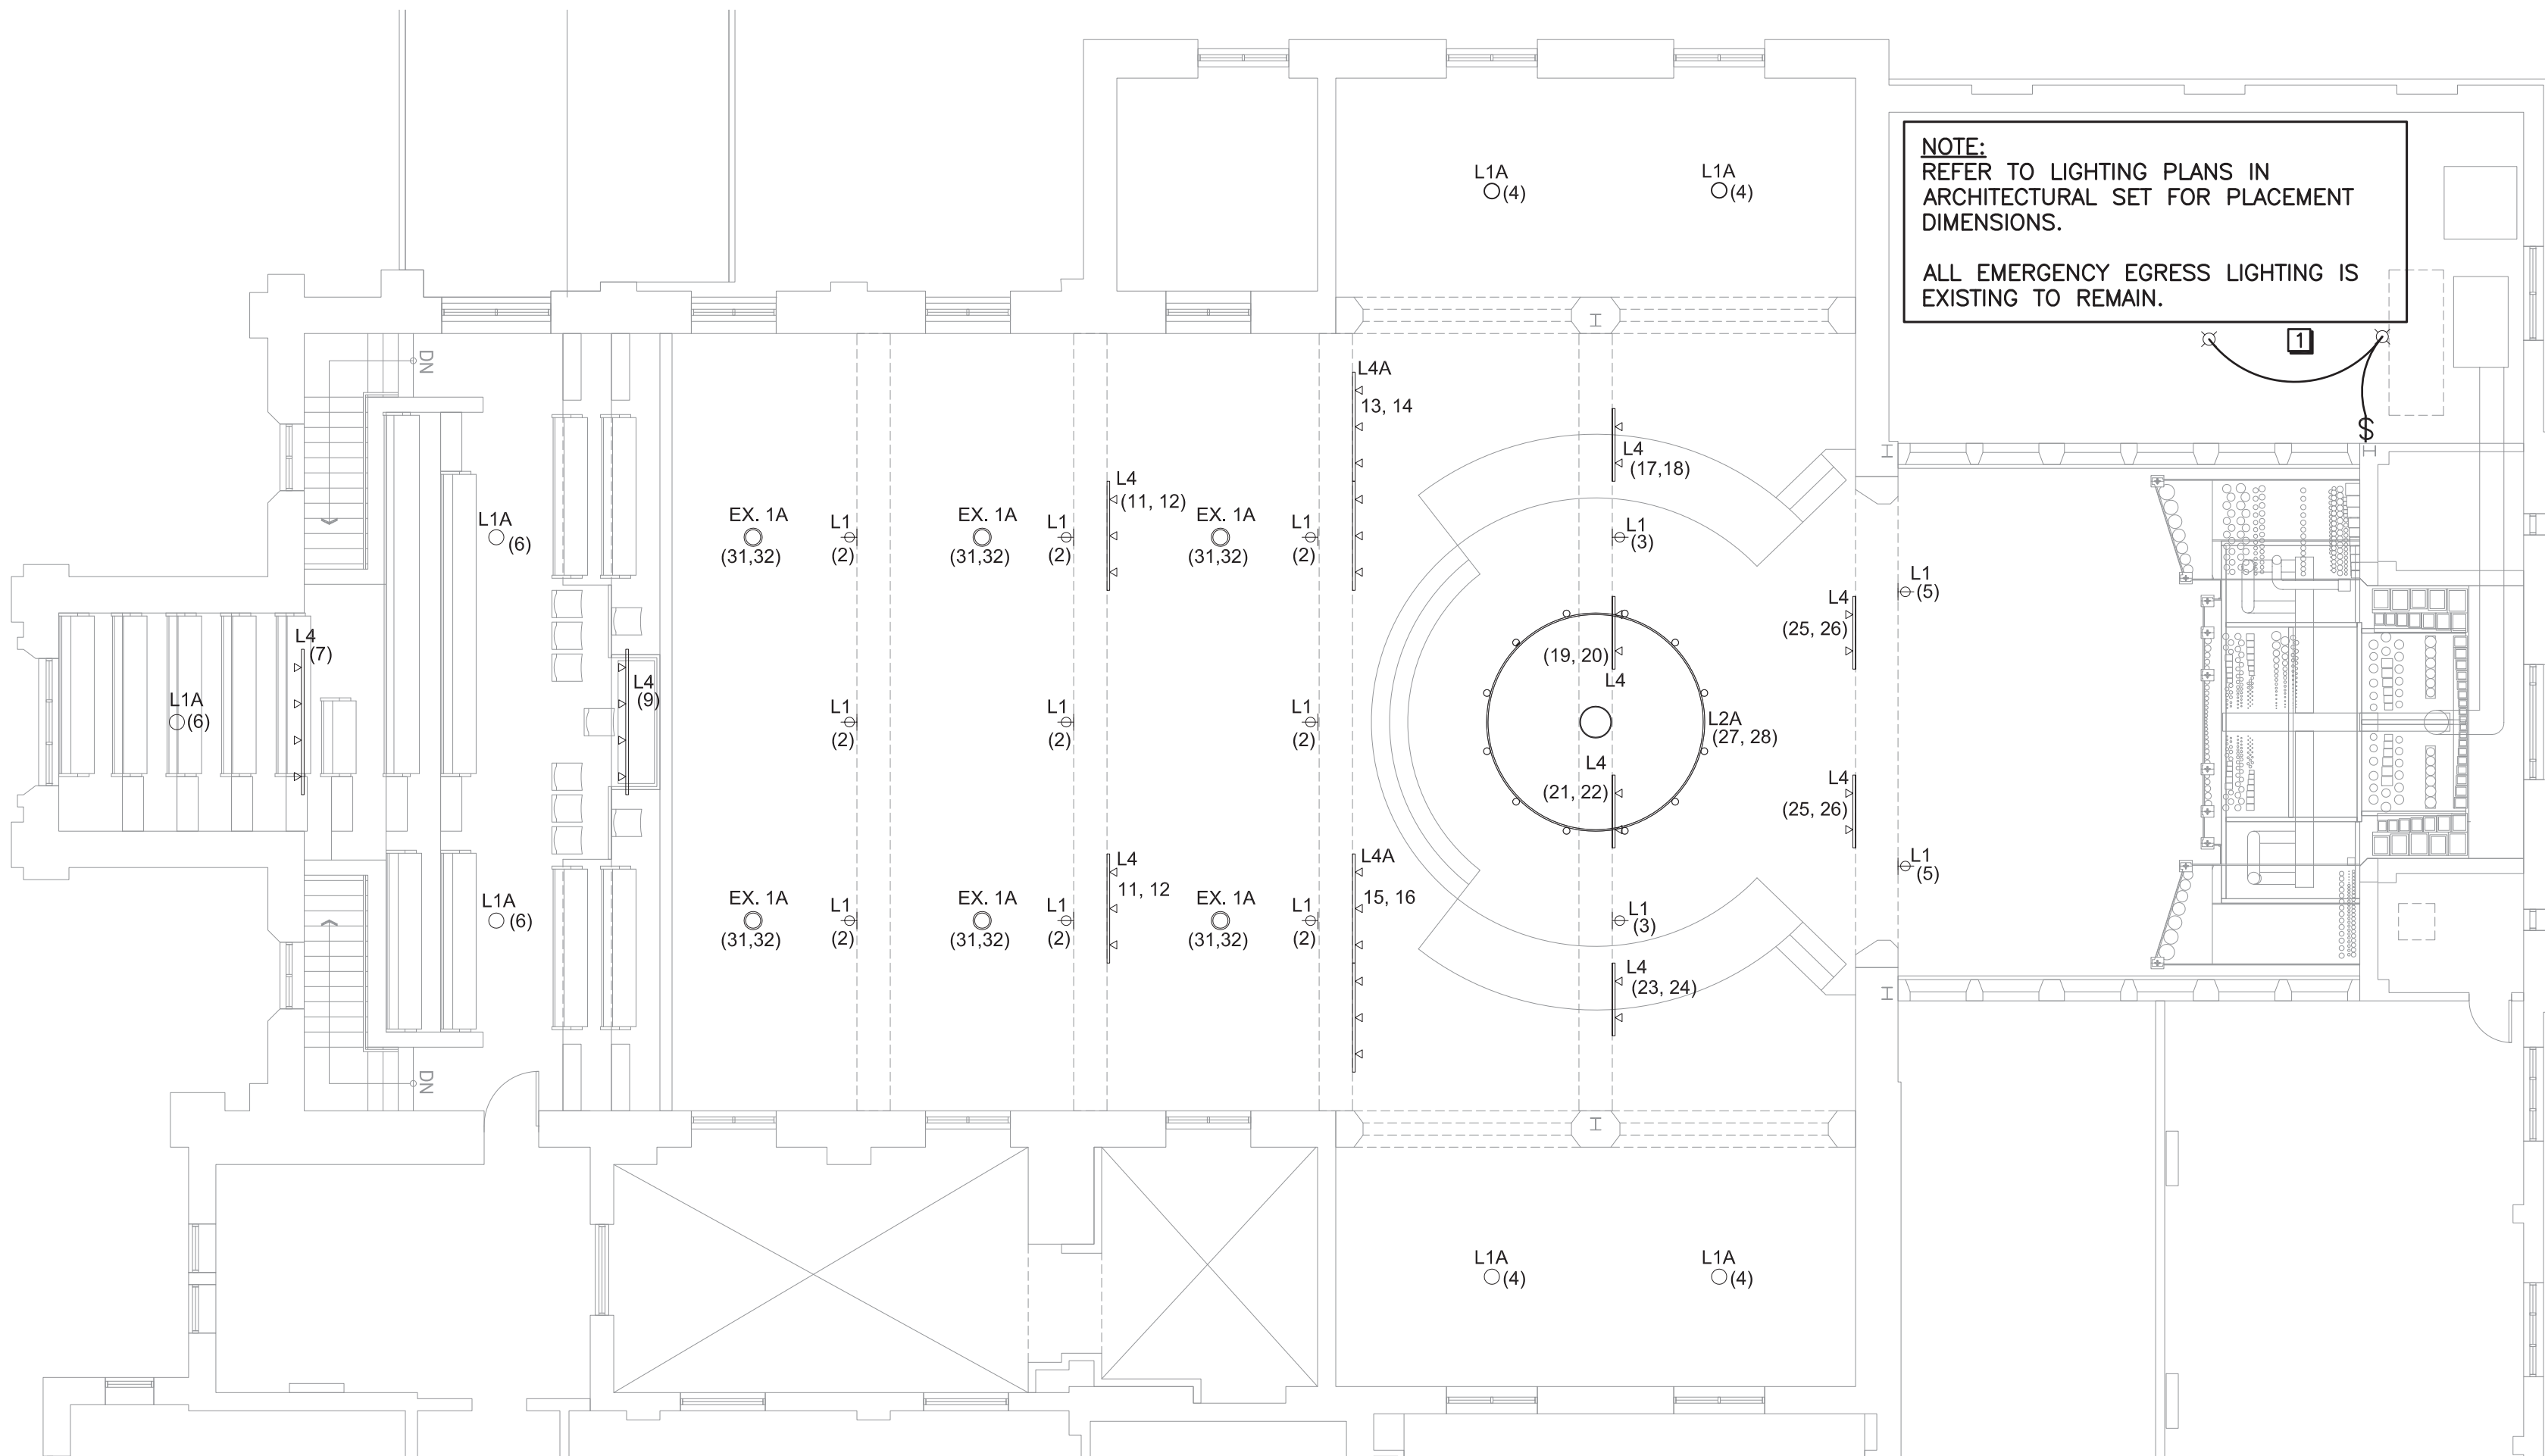 NOTE:
REFER TO LIGHTING PLANS IN
ARCHITECTURAL SET FOR PLACEMENT
DIMENSIONS.
ALL EMERGENCY EGRESS LIGHTING IS
EXISTING TO REMAIN.
1
$
L1A
(4)
L1A
(4)
DN
L4A
13, 14
L4
(17,18)
L4
(11, 12)
L1A
(6)
EX. 1A
(31,32)
L1
(2)
EX. 1A
(31,32)
L1
(2)
EX. 1A
(31,32)
L1
(2)
L1
(3)
L1
(5)
L4
(25, 26)
L4
(7)
L4
(9)
(19, 20)
L4
L1A
(6)
L1
(2)
L1
(2)
L1
(2)
L2A
(27, 28)
L4
(21, 22)
L4
(25, 26)
L1
(5)
L4
11, 12
L4A
15, 16
L1A
(6)
EX. 1A
(31,32)
L1
(2)
EX. 1A
(31,32)
L1
(2)
EX. 1A
(31,32)
L1
(2)
L1
(3)
L4
(23, 24)
DN
L1A
(4)
L1A
(4)